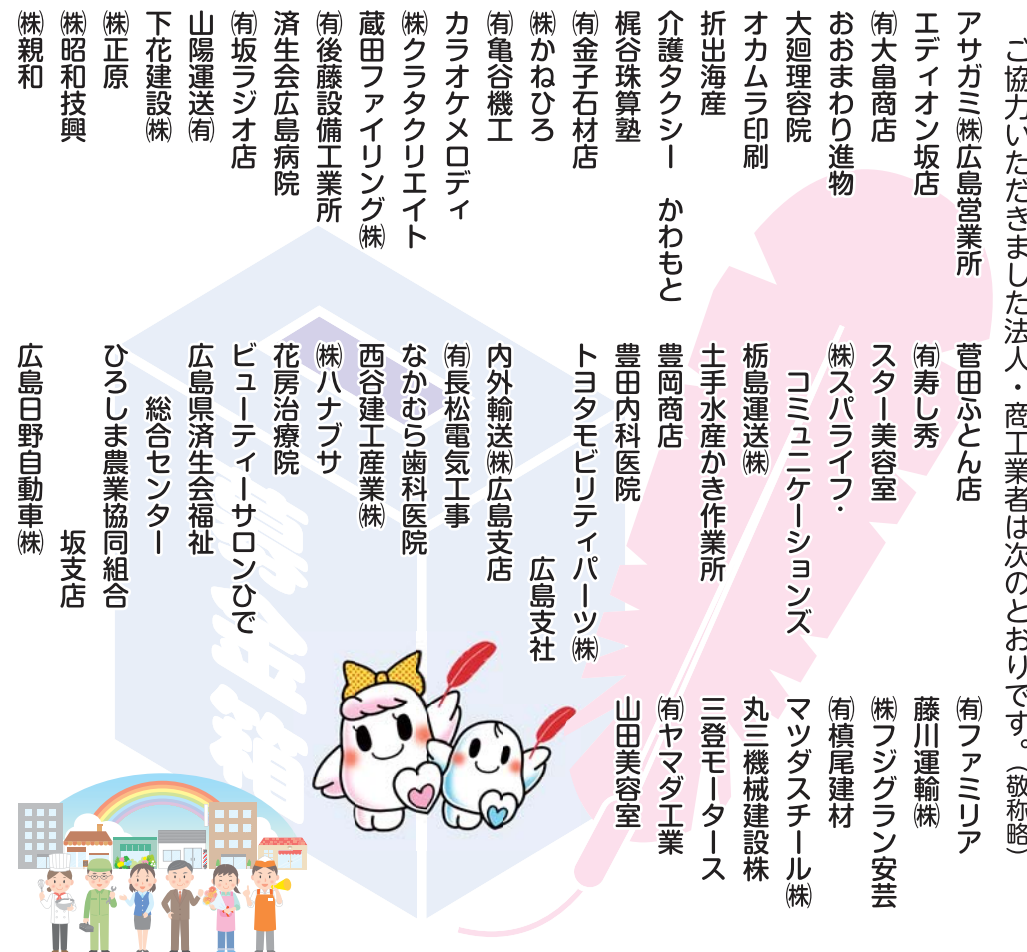 ご協力いただきました法人・商工業者は次のとおりです。（敬称略）
アサガミ㈱広島営業所
エディオン坂店
㈲大畠商店
おおまわり進物
大廻理容院
オカムラ印刷
折出海産
介護タクシー　かわもと
梶谷珠算塾
㈲金子石材店
㈱かねひろ
㈲亀谷機工
カラオケメロディ
㈱クラタクリエイト
蔵田ファイリング㈱
㈲後藤設備工業所
済生会広島病院
㈲坂ラジオ店
山陽運送㈲
下花建設㈱
㈱正原
㈱昭和技興
㈱親和
菅田ふとん店
㈲寿し秀
スター美容室
㈱スパライフ・
コミュニケーションズ
栃島運送㈱
土手水産かき作業所
豊岡商店
豊田内科医院
トヨタモビリティパーツ㈱
広島支社
内外輸送㈱広島支店
㈲長松電気工事
なかむら歯科医院
西谷建工産業㈱
㈱ハナブサ
花房治療院
ビューティーサロンひで
広島県済生会福祉
総合センター
ひろしま農業協同組合
坂支店
広島日野自動車㈱
㈲ファミリア
藤川運輸㈱
㈱フジグラン安芸
㈲槙尾建材
マツダスチール㈱
丸三機械建設株
三登モータース
㈲ヤマダ工業
山田美容室